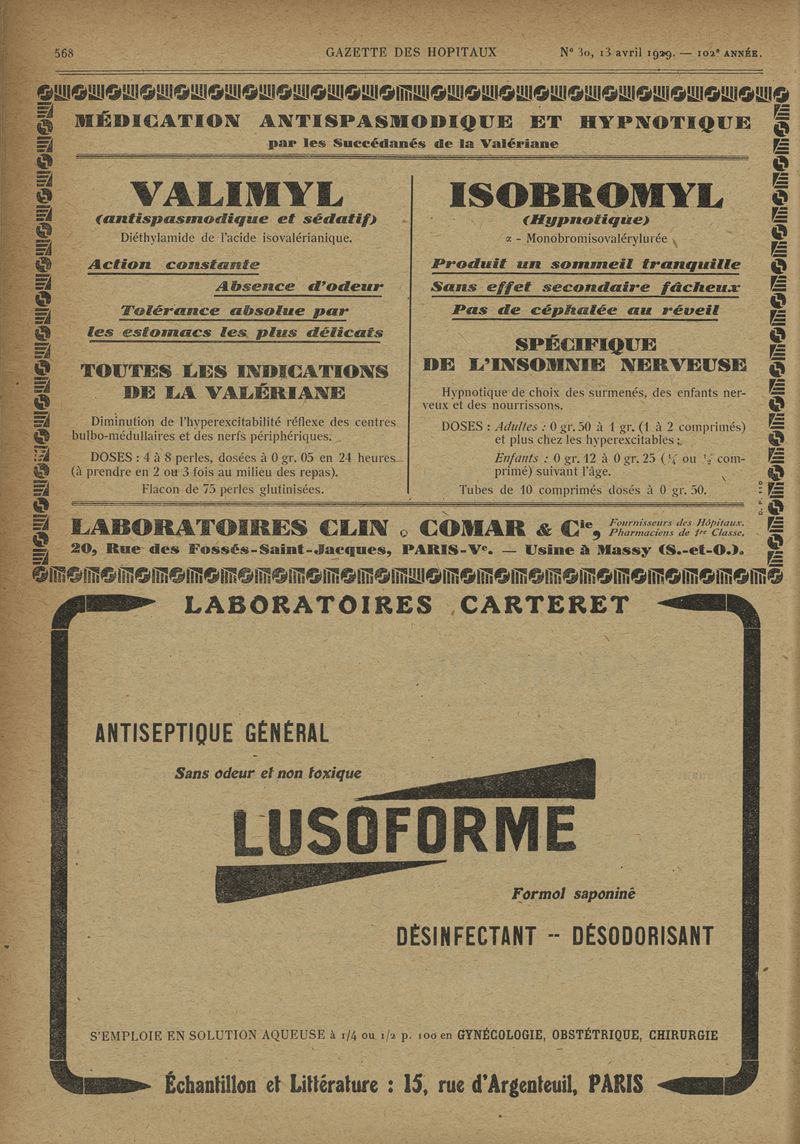 568
GAZETTE DES HOPITAUX
N° 30, 13 avril 1929. — 102e ANNÉE.
MÉDICATION ANTISPASMODIQUE ET HYPNOTIQUE
par les Succédanés de la Valériane
VALIMYL
(antispasmodique et sédatif)
Diéthylamide de l'acide isovalérianique.
Action constante
Absence d'odeur
Tolérance absolue par
les estomacs les plus délicats
TOUTES LES INDICATIONS
DE LA VALÉRIANE
Diminution de l'hyperexcitabilité réflexe des centres
bulbo-médullaires et des nerfs périphériques.
DOSES : 4 à 8 perles, dosées à 0 gr. 05 en 24 heures
(à prendre en 2 ou 3 fois au milieu des repas).
Flacon de 75 perles glutinisées.
ISOBROMYL
(Hypnotique)
α - Monobromisovalérylurée
Produit un sommeil tranquille
Sans effet secondaire fâcheux
Pas de céphalée au réveil
SPÉCIFIQUE
DE L'INSOMNIE NERVEUSE
Hypnotique de choix des surmenés, des enfants ner-
veux et des nourrissons.
DOSES : Adultes : 0 gr. 50 à 1 gr. (1 à 2 comprimés)
et plus chez les hyperexcitables ;
Enfants : 0 gr. 12 à 0 gr. 25 (¼ ou ½ com-
primé) suivant l'âge.
Tubes de 10 comprimés dosés à 0 gr. 50.
LABORATOIRES CLIN, COMAR & Cie, Fournisseurs des Hôpitaux.
Pharmaciens de 1re Classe.
20, Rue des Fossés-Saint-Jacques, PARIS-Ve. — Usine à Massy (S.-et-O.).
LABORATOIRES CARTERET
ANTISEPTIQUE GÉNÉRAL
Sans odeur et non toxique
LUSOFORME
Formol saponiné
DÉSINFECTANT -- DÉSODORISANT
S'EMPLOIE EN SOLUTION AQUEUSE à 1/4 ou 1/2 p. 100 en GYNÉCOLOGIE, OBSTÉTRIQUE, CHIRURGIE
Échantillon et Littérature : 15, rue d'Argenteuil, PARIS